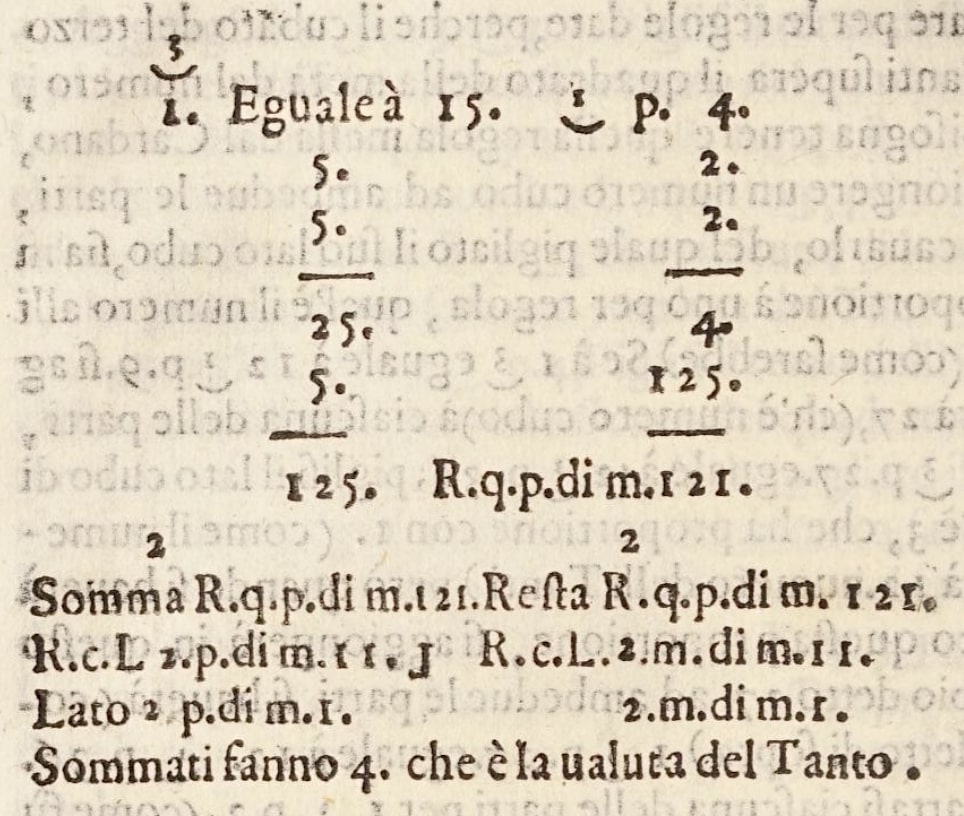 3
1. Eguale à 15. 1 p. 4.
5. 2.
5. 2.
25. 4.
5. 125.
125. R.q.p.di m.121.
2 2
Somma R.q.p.di m.121. Resta R.q.p.di m. 121.
R.c.L 2.p.di m.11. J R.c.L.2.m.di m.11.
Lato 2 p.di m.1. 2.m.di m.1.
Sommati fanno 4. che è la ualuta del Tanto.